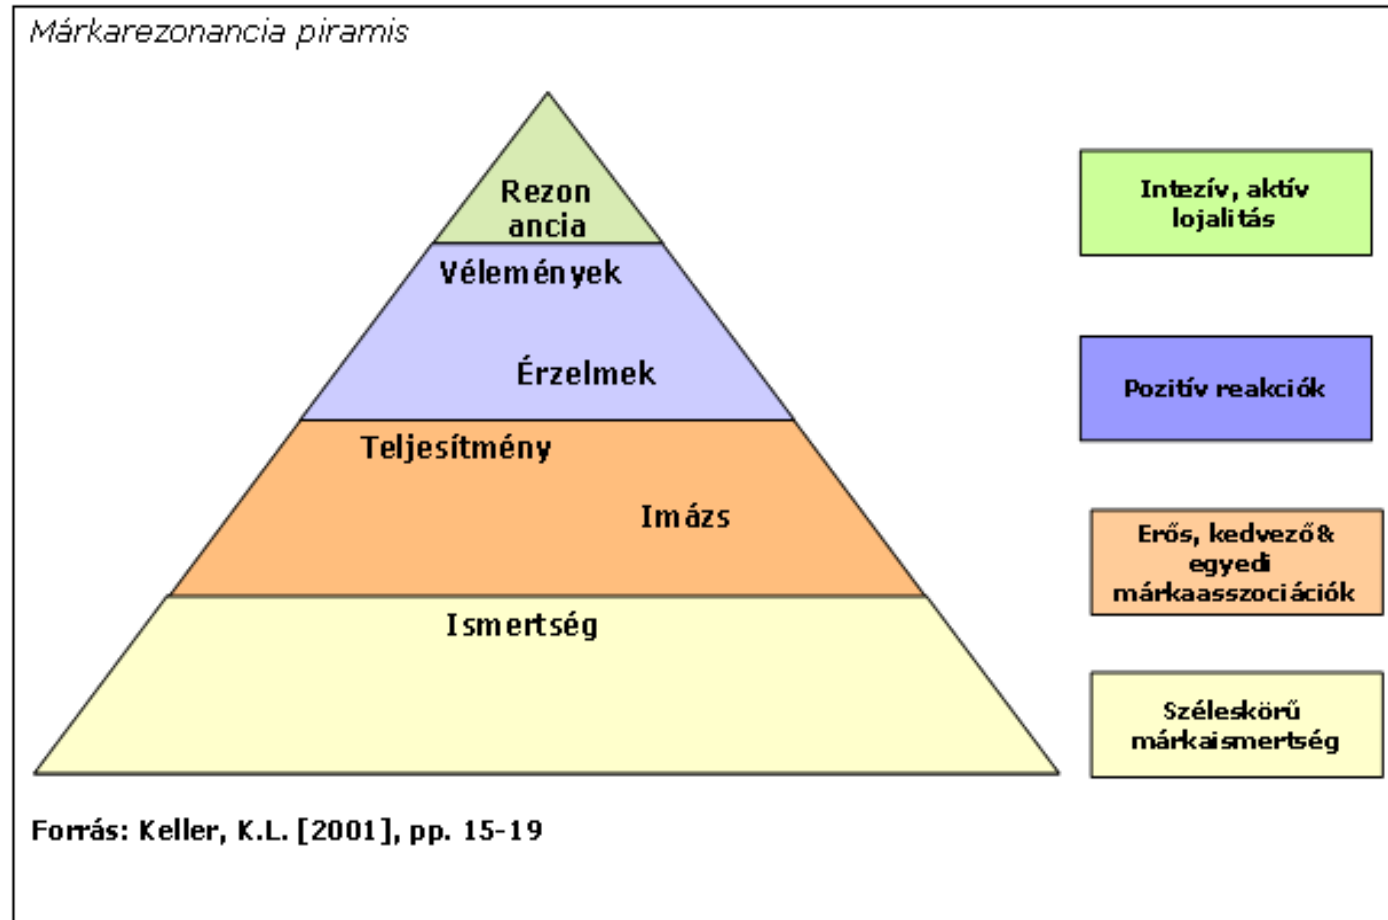 Márkarezonancia piramis
Rezon
ancia
Intezív, aktív
lojalitás
Vélemények
Érzelmek
Pozitív reakciók
Teljesítmény
Imázs
Erős, kedvező&
egyedi
márkaasszociációk
Ismertség
Széleskörű
márkaismertség
Forrás: Keller, K.L. [2001], pp. 15-19